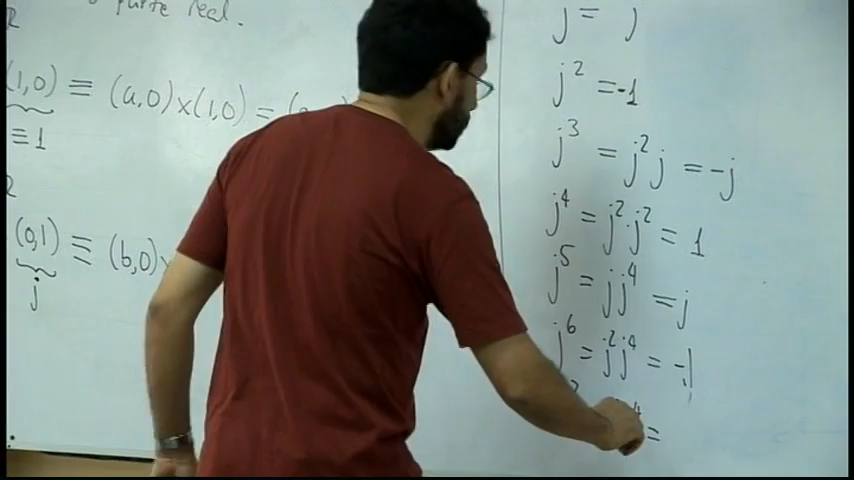 parte real.
(1,0) ≡ (a,0)x(1,0) =
≡1
(0,1) ≡ (b,0)x
j
j = j
j² = -1
j³ = j² j = -j
j⁴ = j² . j² = 1
j⁵ = j j⁴ = j
j⁶ = j² j⁴ = -1
⁴ =